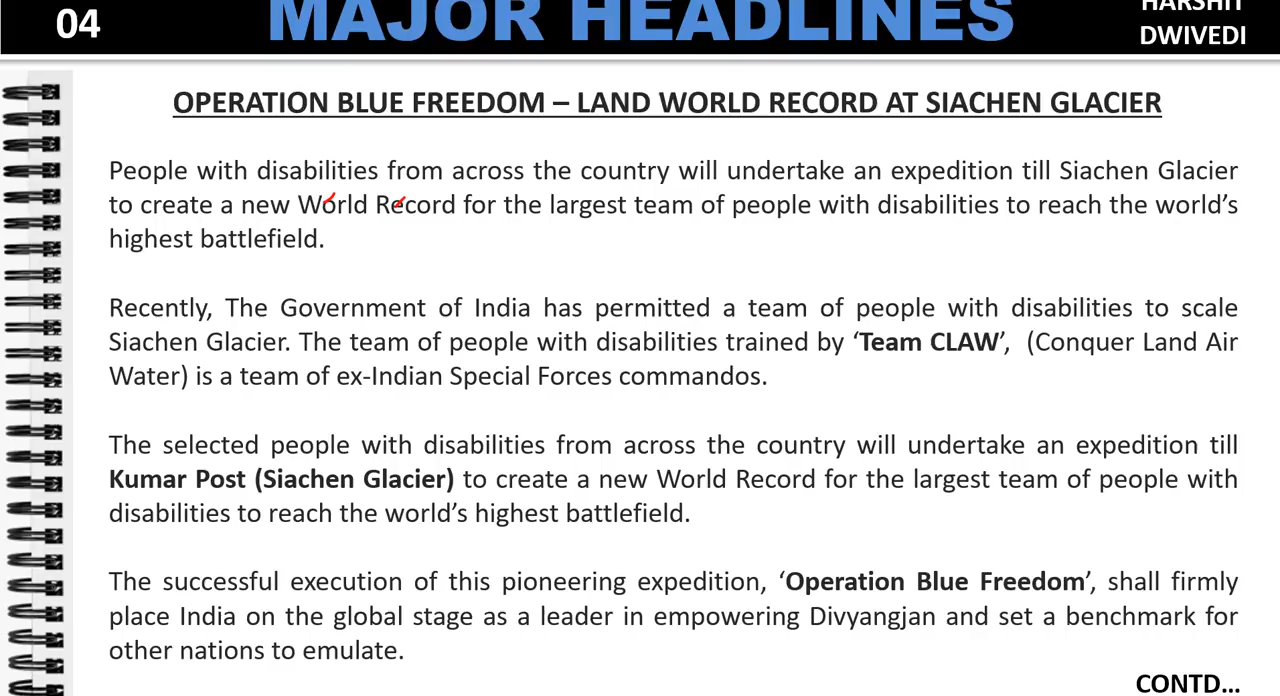 04
MAJOR HEADLINES
HARSHIT
DWIVEDI
OPERATION BLUE FREEDOM – LAND WORLD RECORD AT SIACHEN GLACIER
People with disabilities from across the country will undertake an expedition till Siachen Glacier
to create a new World Record for the largest team of people with disabilities to reach the world’s
highest battlefield.
Recently, The Government of India has permitted a team of people with disabilities to scale
Siachen Glacier. The team of people with disabilities trained by ‘Team CLAW’, (Conquer Land Air
Water) is a team of ex-Indian Special Forces commandos.
The selected people with disabilities from across the country will undertake an expedition till
Kumar Post (Siachen Glacier) to create a new World Record for the largest team of people with
disabilities to reach the world’s highest battlefield.
The successful execution of this pioneering expedition, ‘Operation Blue Freedom’, shall firmly
place India on the global stage as a leader in empowering Divyangjan and set a benchmark for
other nations to emulate.
CONTD...